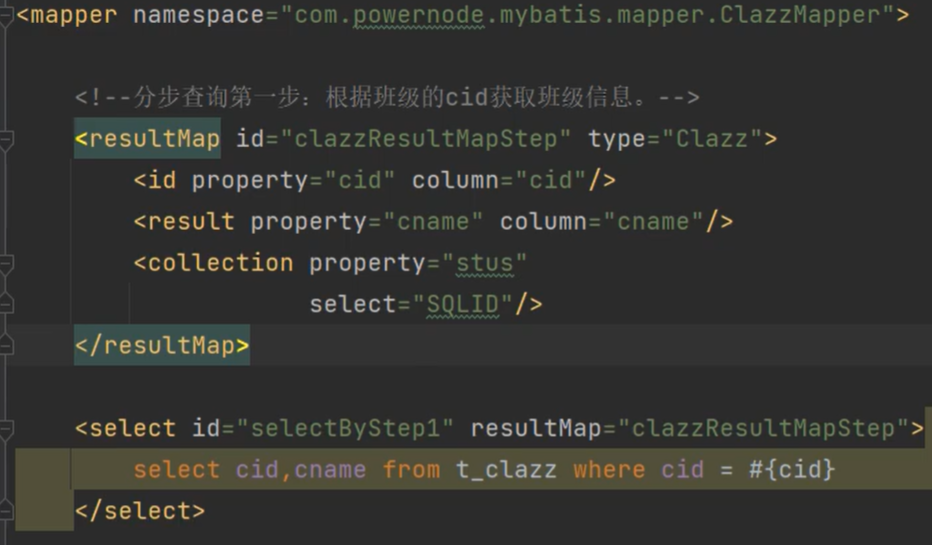 <mapper namespace="com.powernode.mybatis.mapper.ClazzMapper">
<!--分步查询第一步：根据班级的cid获取班级信息。-->
<resultMap id="clazzResultMapStep" type="Clazz">
<id property="cid" column="cid"/>
<result property="cname" column="cname"/>
<collection property="stus"
select="SQLID"/>
</resultMap>
<select id="selectByStep1" resultMap="clazzResultMapStep">
select cid,cname from t_clazz where cid = #{cid}
</select>